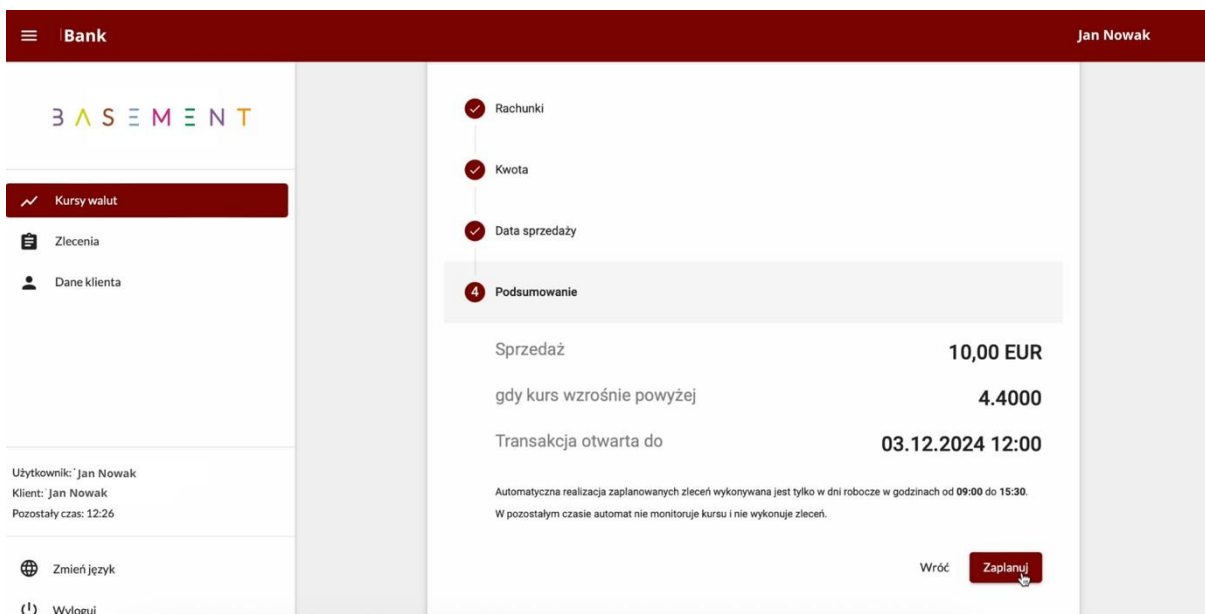 Bank
Jan Nowak
BASEMENT
Kursy walut
Zlecenia
Dane klienta
Użytkownik: Jan Nowak
Klient: Jan Nowak
Pozostały czas: 12:26
Zmień język
Wyloguj
Rachunki
Kwota
Data sprzedaży
4 Podsumowanie
Sprzedaż 10,00 EUR
gdy kurs wzrośnie powyżej 4.4000
Transakcja otwarta do 03.12.2024 12:00
Automatyczna realizacja zaplanowanych zleceń wykonywana jest tylko w dni robocze w godzinach od 09:00 do 15:30.
W pozostałym czasie automat nie monitoruje kursu i nie wykonuje zleceń.
Wróć Zaplanuj